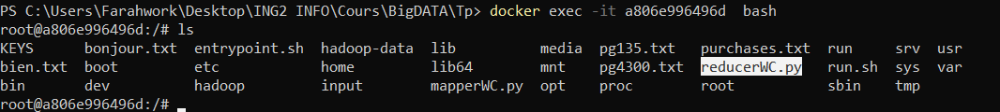 PS C:\Users\Farahwork\Desktop\ING2 INFO\Cours\BigDATA\Tp> docker exec -it a806e996496d  bash
root@a806e996496d:/# ls
KEYS      bonjour.txt  entrypoint.sh  hadoop-data  lib          media  pg135.txt   purchases.txt  run     srv  usr
bien.txt  boot         etc            home         lib64        mnt    pg4300.txt  reducerWC.py   run.sh  sys  var
bin       dev          hadoop         input        mapperWC.py  opt    proc        root           sbin    tmp
root@a806e996496d:/#